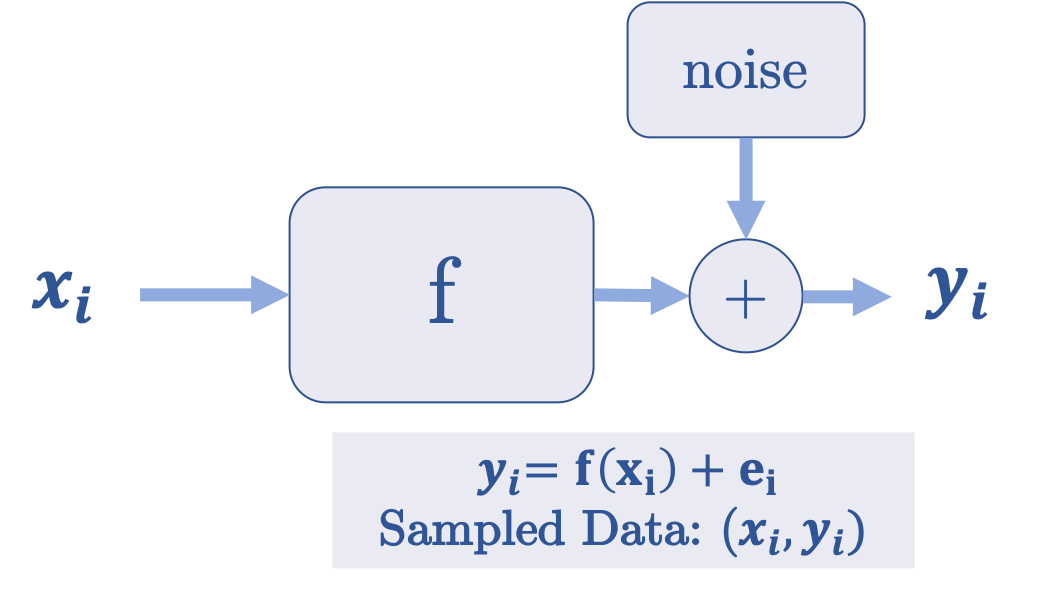 noise
xᵢ
f
+
yᵢ
yᵢ= f(xᵢ) + eᵢ
Sampled Data: (xᵢ, yᵢ)